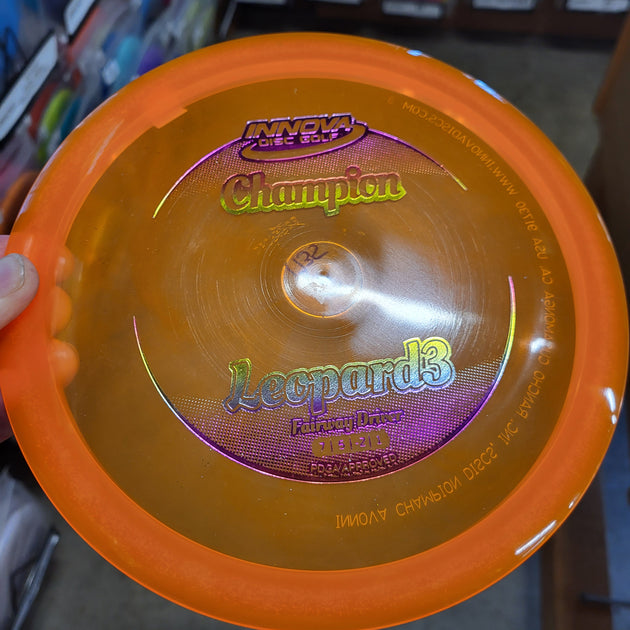 INNOVA
DISC GOLF
Champion
132
Leopard3
Fairway Driver
PDGA APPROVED
INNOVA CHAMPION DISCS, INC. RANCHO CUCAMONGA CA USA 91730 WWW.INNOVADISCS.COM